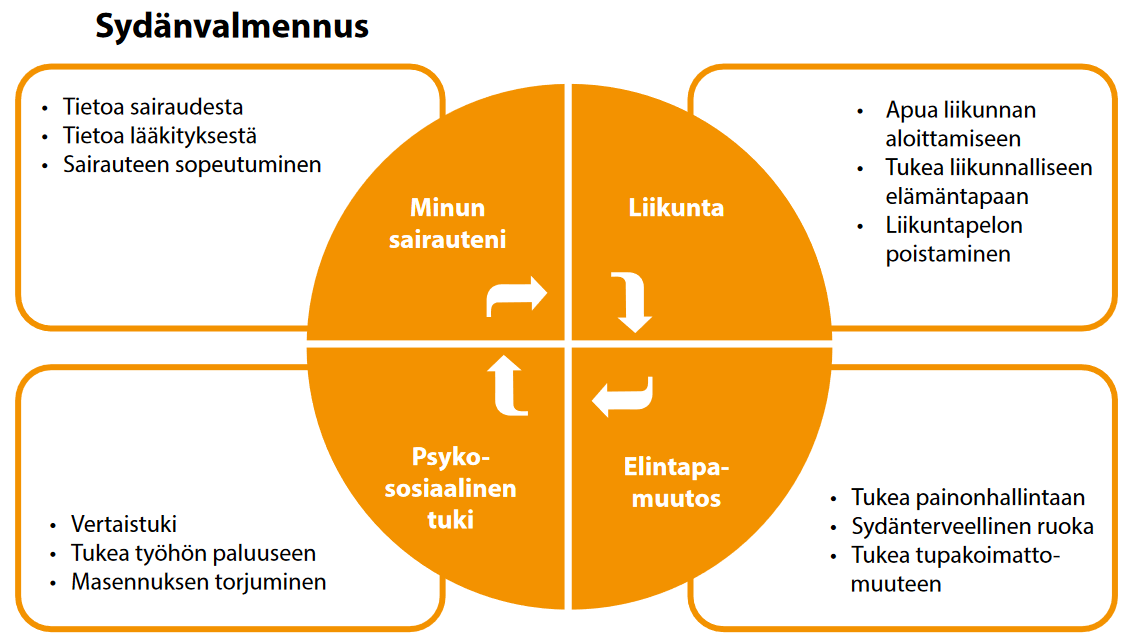 Sydänvalmennus
• Tietoa sairaudesta
• Tietoa lääkityksestä
• Sairauteen sopeutuminen
Minun
sairauteni
Liikunta
• Apua liikunnan
aloittamiseen
• Tukea liikunnalliseen
elämäntapaan
• Liikuntapelon
poistaminen
Psyko-
sosiaalinen
tuki
• Vertaistuki
• Tukea työhön paluuseen
• Masennuksen torjuminen
Elintapa-
muutos
• Tukea painonhallintaan
• Sydänterveellinen ruoka
• Tukea tupakoimatto-
muuteen